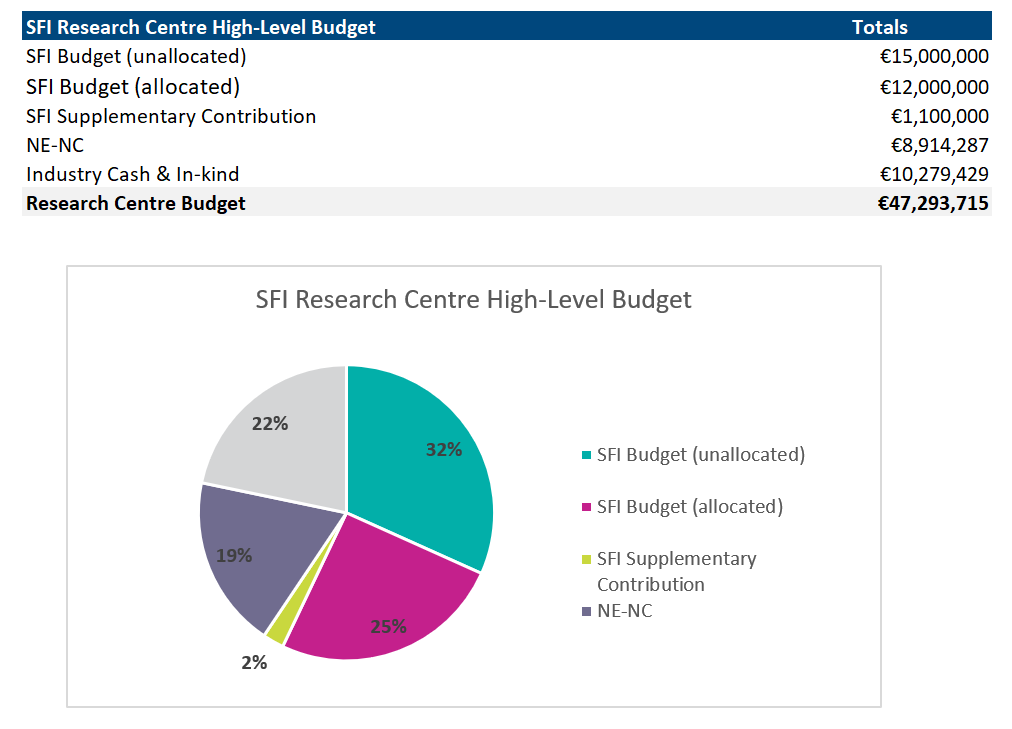 SFI Research Centre High-Level Budget Totals
SFI Budget (unallocated) €15,000,000
SFI Budget (allocated) €12,000,000
SFI Supplementary Contribution €1,100,000
NE-NC €8,914,287
Industry Cash & In-kind €10,279,429
Research Centre Budget €47,293,715
SFI Research Centre High-Level Budget
22%
32%
19%
25%
2%
SFI Budget (unallocated)
SFI Budget (allocated)
SFI Supplementary
Contribution
NE-NC